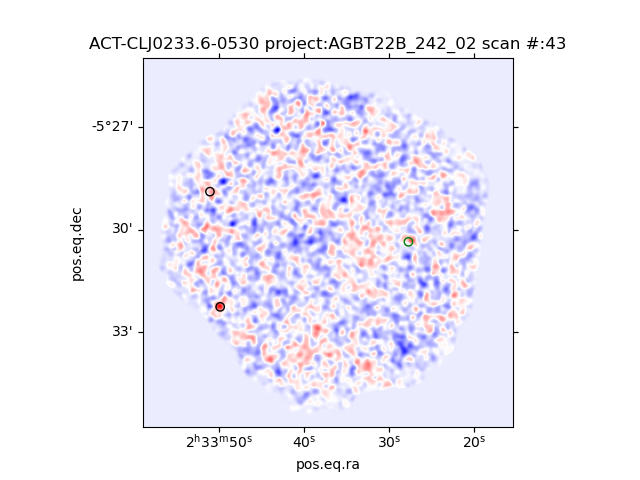 ACT-CLJ0233.6-0530 project:AGBT22B_242_02 scan #:43
-5°27'
30'
33'
pos.eq.dec
2ʰ33ᵐ50ˢ 40ˢ 30ˢ 20ˢ
pos.eq.ra